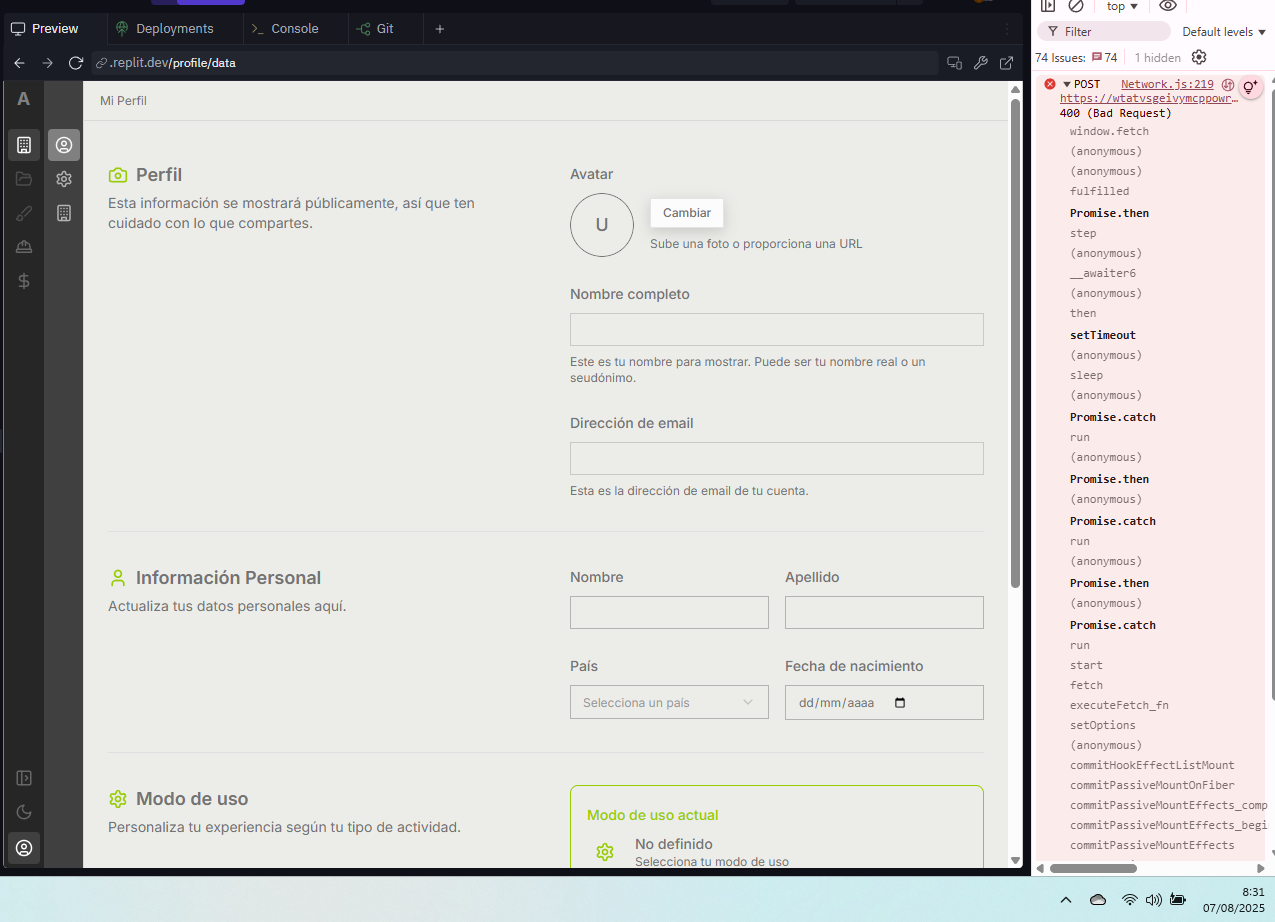 Preview
Deployments
Console
Git
top
Filter
Default levels
74 Issues: 74
1 hidden
.replit.dev/profile/data
A
Mi Perfil
Perfil
Esta información se mostrará públicamente, así que ten
cuidado con lo que compartes.
Avatar
U
Cambiar
Sube una foto o proporciona una URL
Nombre completo
Este es tu nombre para mostrar. Puede ser tu nombre real o un
seudónimo.
Dirección de email
Esta es la dirección de email de tu cuenta.
Información Personal
Actualiza tus datos personales aquí.
Nombre
Apellido
País
Selecciona un país
Fecha de nacimiento
dd/mm/aaaa
Modo de uso
Personaliza tu experiencia según tu tipo de actividad.
Modo de uso actual
No definido
Selecciona tu modo de uso
POST
Network.js:219
https://wtatvsgeivymcppowr…
400 (Bad Request)
window.fetch
(anonymous)
(anonymous)
fulfilled
Promise.then
step
(anonymous)
__awaiter6
(anonymous)
then
setTimeout
(anonymous)
sleep
(anonymous)
Promise.catch
run
(anonymous)
Promise.then
(anonymous)
Promise.catch
run
(anonymous)
Promise.then
(anonymous)
Promise.catch
run
start
fetch
executeFetch_fn
setOptions
(anonymous)
commitHookEffectListMount
commitPassiveMountOnFiber
commitPassiveMountEffects_comp
commitPassiveMountEffects_begi
commitPassiveMountEffects
8:31
07/08/2025